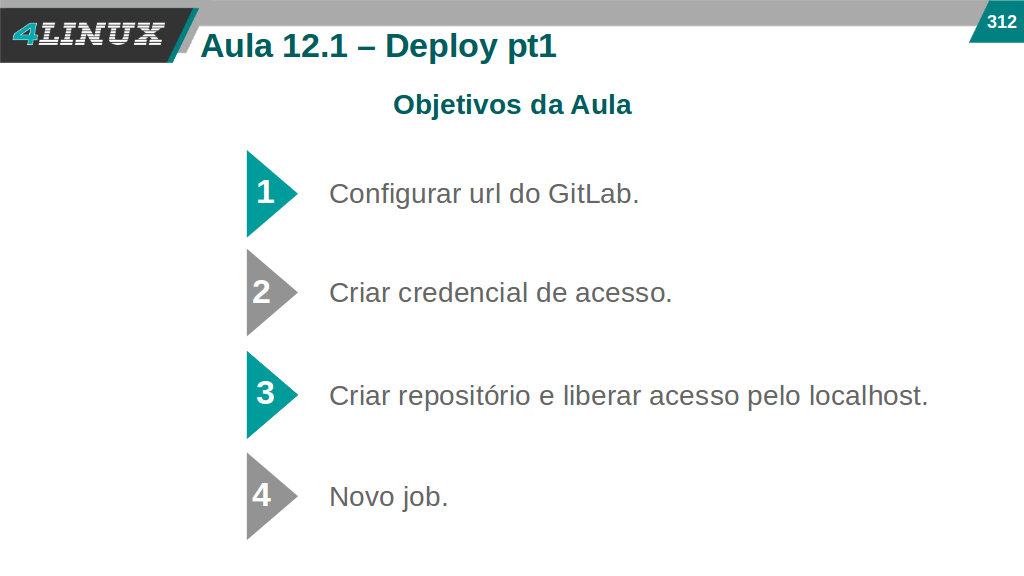 4LINUX
312
Aula 12.1 – Deploy pt1
Objetivos da Aula
1
Configurar url do GitLab.
2
Criar credencial de acesso.
3
Criar repositório e liberar acesso pelo localhost.
4
Novo job.